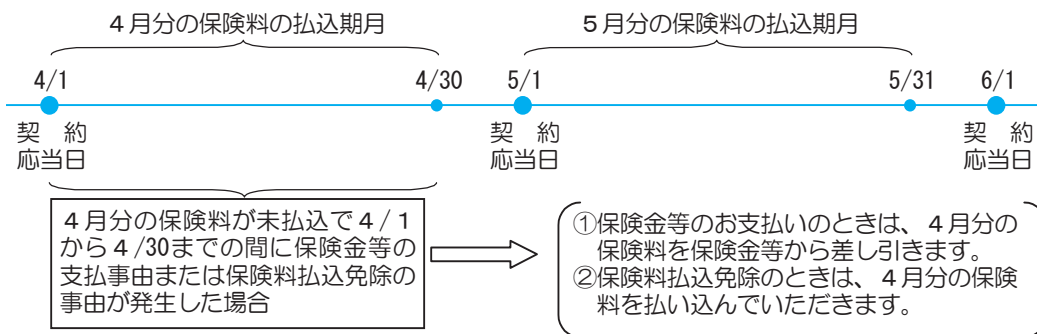 ４月分の保険料の払込期月
５月分の保険料の払込期月
4/1
4/30
5/1
5/31
6/1
契　約
応当日
契　約
応当日
契　約
応当日
４月分の保険料が未払込で４/１
から４/30までの間に保険金等の
支払事由または保険料払込免除の
事由が発生した場合
①保険金等のお支払いのときは、４月分の
保険料を保険金等から差し引きます。
②保険料払込免除のときは、４月分の保険
料を払い込んでいただきます。